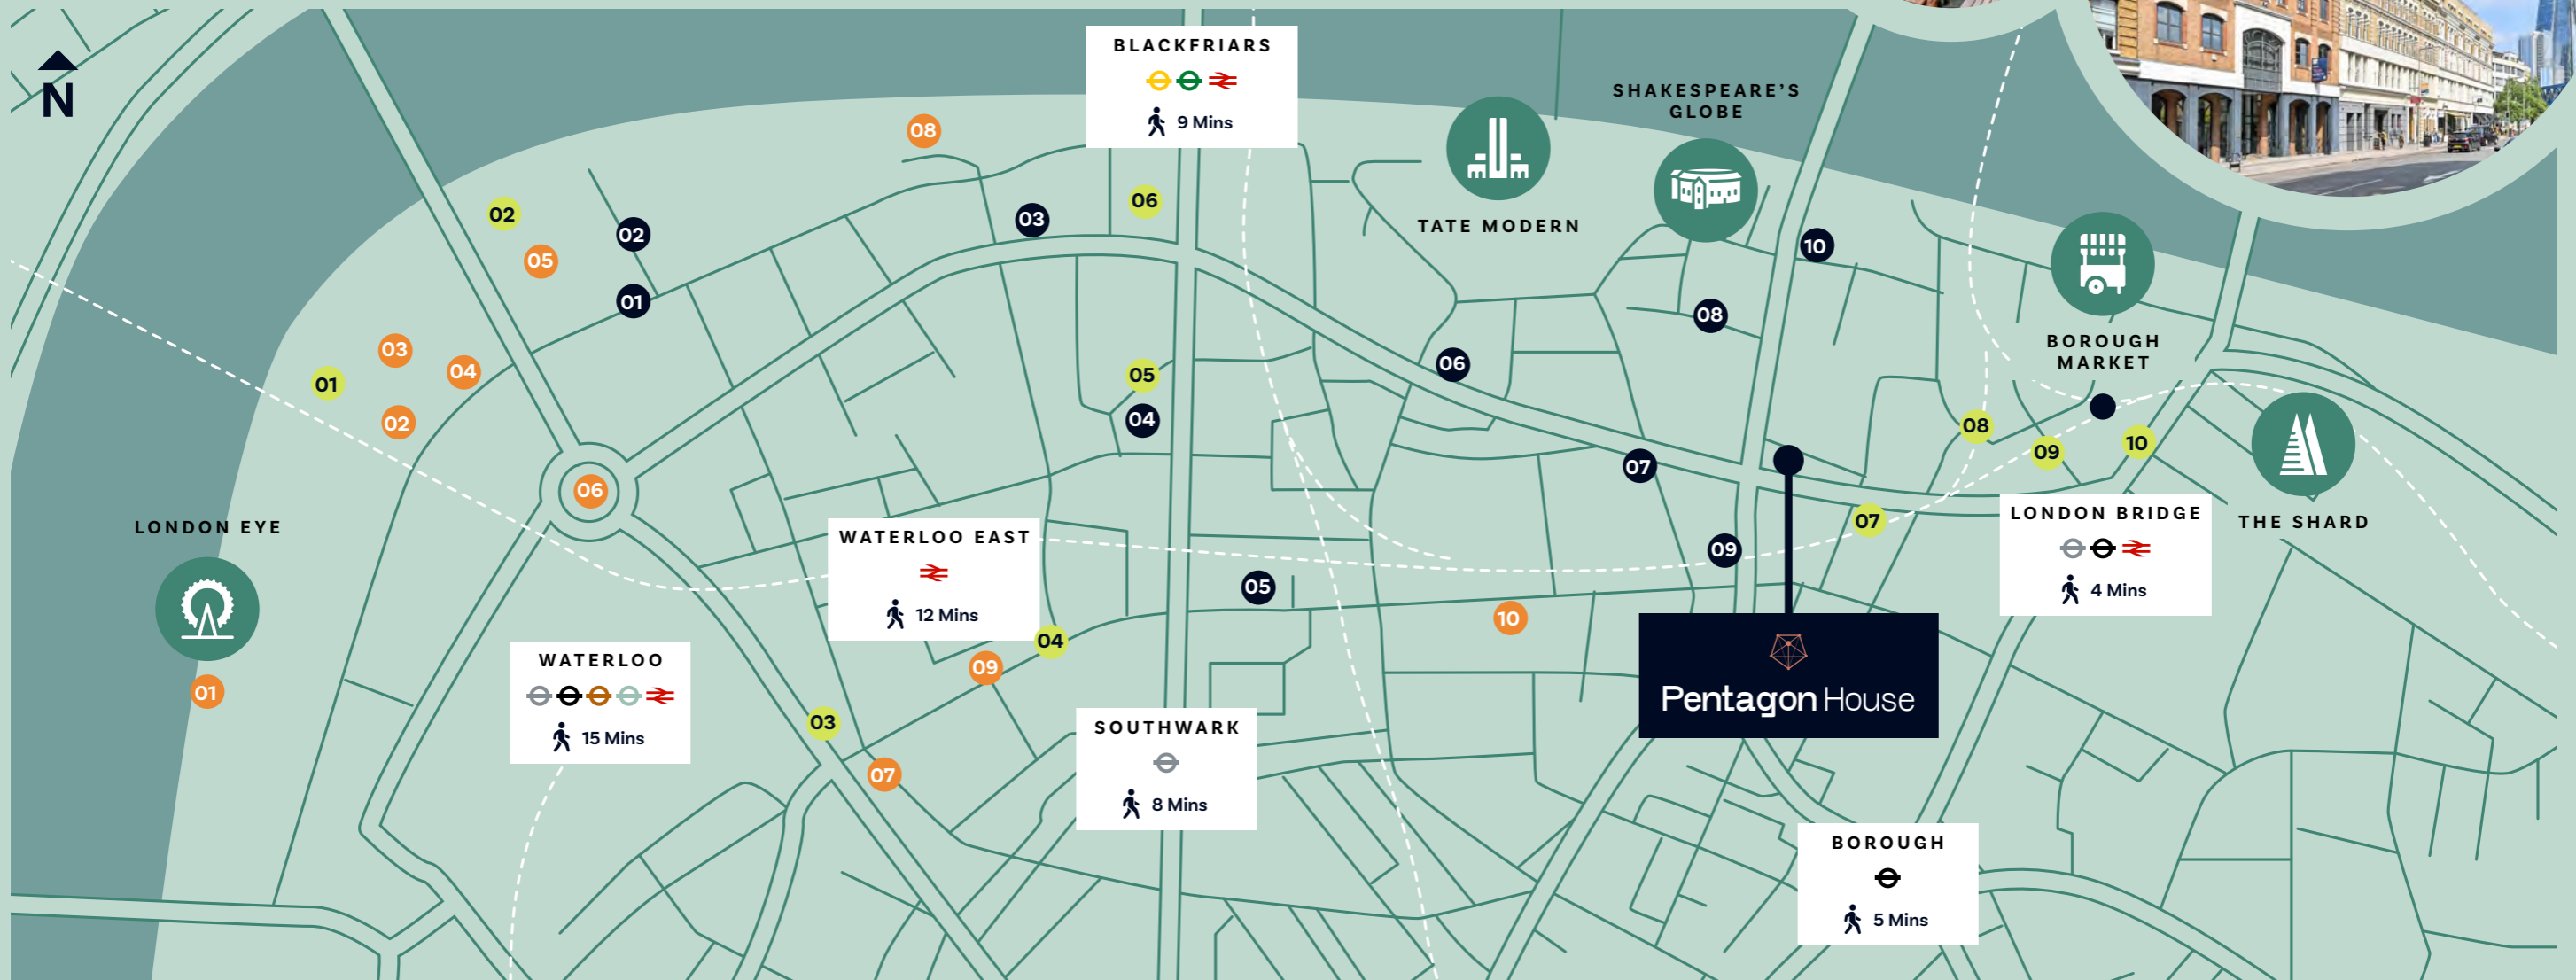 N
BLACKFRIARS
9 Mins
SHAKESPEARE'S
GLOBE
TATE MODERN
08
02
05
02
01
03
06
10
08
BOROUGH
MARKET
03
04
01
02
05
04
06
06
07
08
09
10
07
09
LONDON EYE
01
WATERLOO EAST
12 Mins
05
10
LONDON BRIDGE
4 Mins
THE SHARD
WATERLOO
15 Mins
04
09
03
07
SOUTHWARK
8 Mins
Pentagon House
BOROUGH
5 Mins